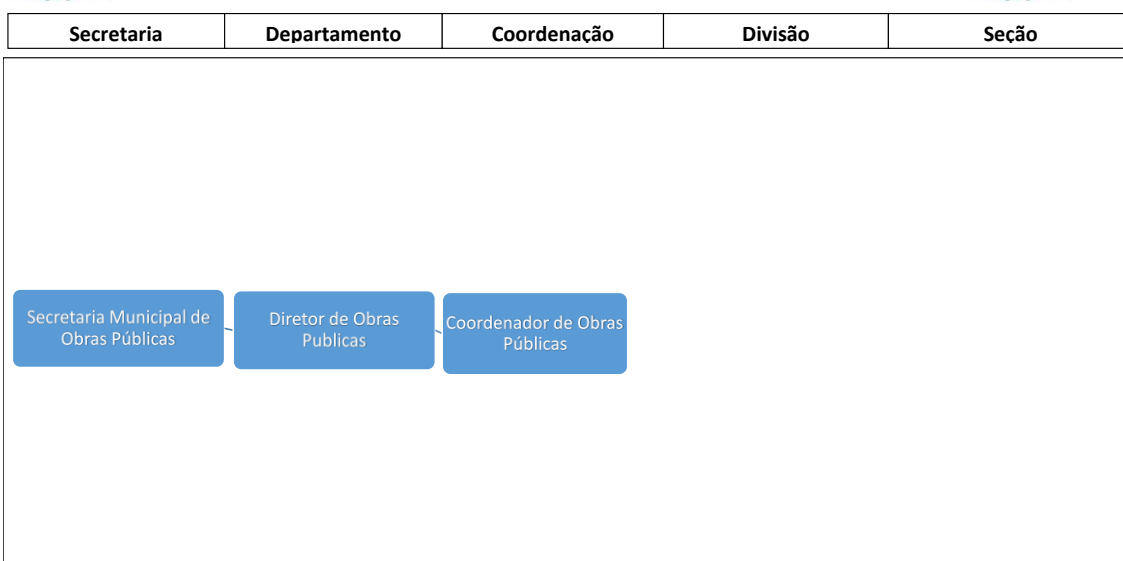 Secretaria Departamento Coordenação Divisão Seção
Secretaria Municipal de
Obras Públicas
Diretor de Obras
Publicas
Coordenador de Obras
Públicas